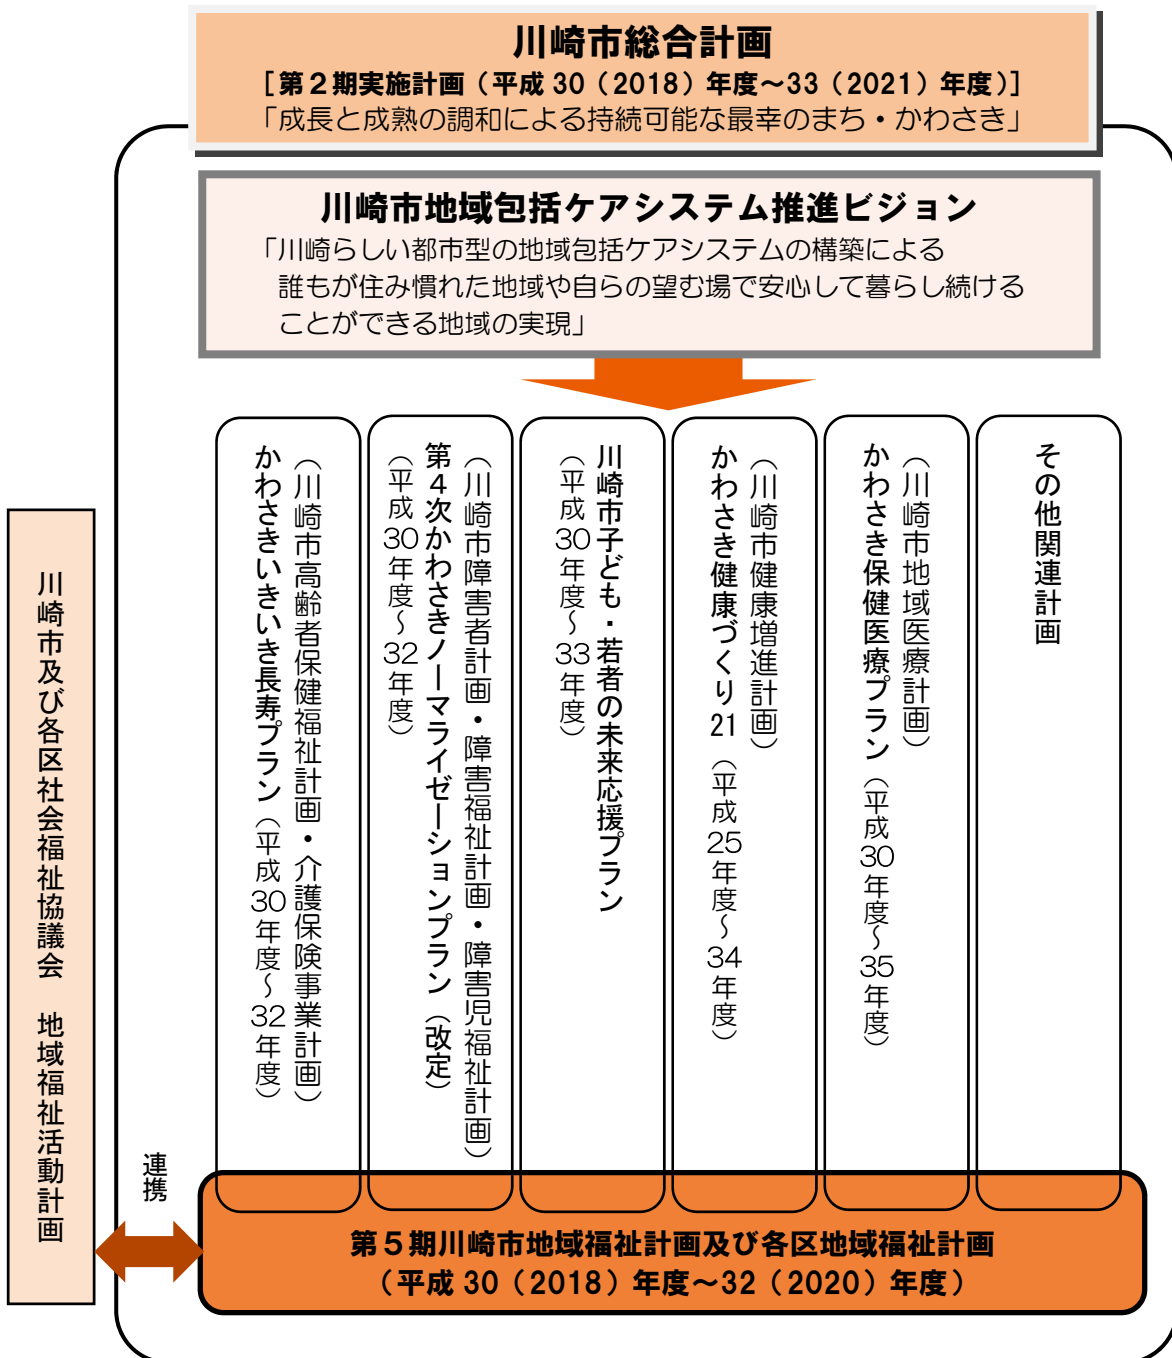 川崎市総合計画
［第２期実施計画（平成 30（2018）年度～33（2021）年度）］
「成長と成熟の調和による持続可能な最幸のまち・かわさき」
川崎市地域包括ケアシステム推進ビジョン
「川崎らしい都市型の地域包括ケアシステムの構築による
誰もが住み慣れた地域や自らの望む場で安心して暮らし続ける
ことができる地域の実現」
その他関連計画
（川崎市地域医療計画）
かわさき保健医療プラン（平成30年度～35年度）
（川崎市健康増進計画）
かわさき健康づくり21（平成25年度～34年度）
川崎市子ども・若者の未来応援プラン
（平成30年度～33年度）
（川崎市障害者計画・障害福祉計画・障害児福祉計画）
第４次かわさきノーマライゼーションプラン（改定）
（平成30年度～32年度）
（川崎市高齢者保健福祉計画・介護保険事業計画）
かわさきいきいき長寿プラン（平成30年度～32年度）
川崎市及び各区社会福祉協議会　地域福祉活動計画
連携
第５期川崎市地域福祉計画及び各区地域福祉計画
（平成 30（2018）年度～32（2020）年度）